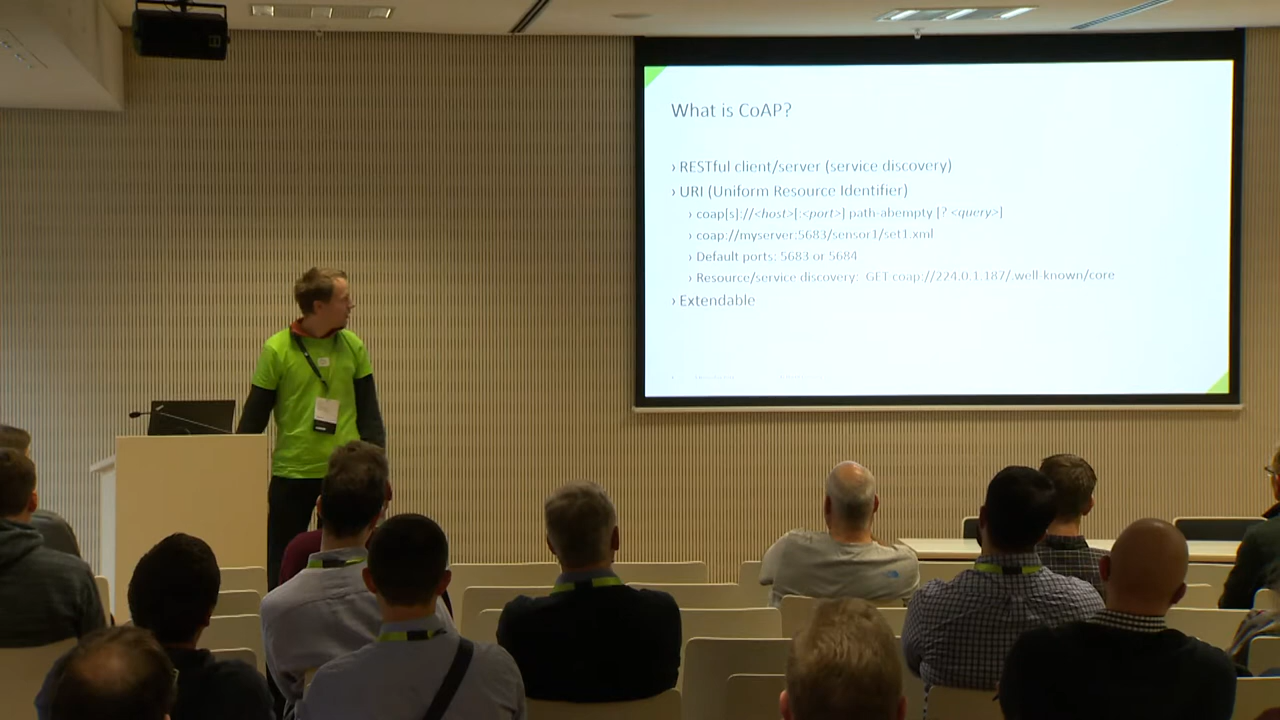 What is CoAP?
› RESTful client/server (service discovery)
› URI (Uniform Resource Identifier)
› coap[s]://<host>[:<port>] path-abempty [? <query>]
› coap://myserver:5683/sensor1/set1.xml
› Default ports: 5683 or 5684
› Resource/service discovery: GET coap://224.0.1.187/.well-known/core
› Extendable